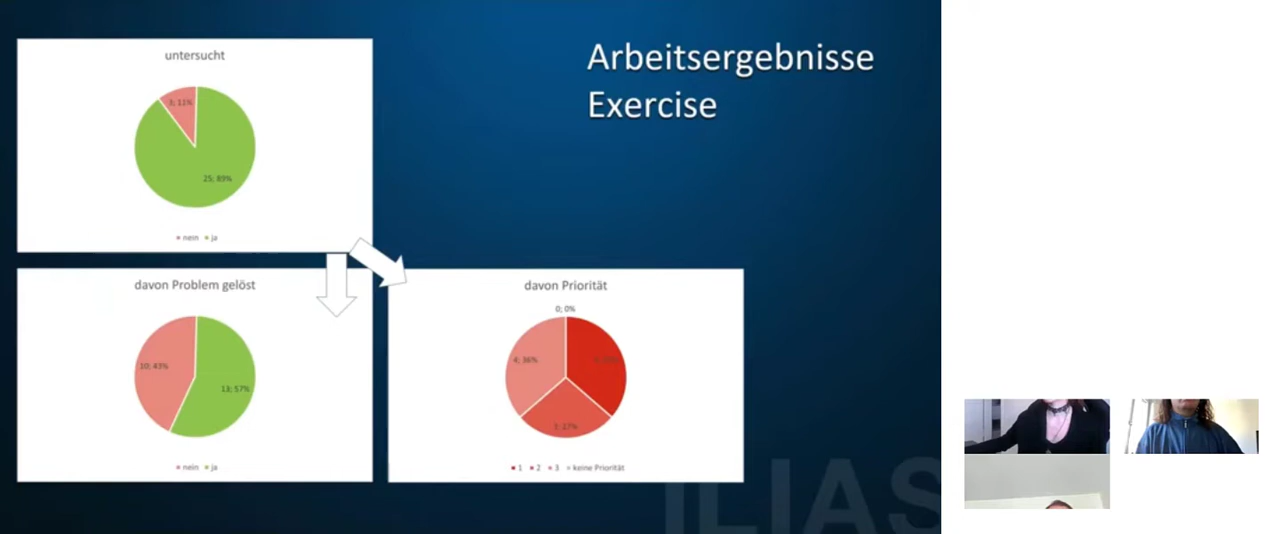 Arbeitsergebnisse
Exercise
untersucht
3; 11%
25; 89%
nein ja
davon Problem gelöst
10; 43%
13; 57%
nein ja
davon Priorität
0; 0%
4; 36%
3; 27%
1 2 3 keine Priorität
ILIAS